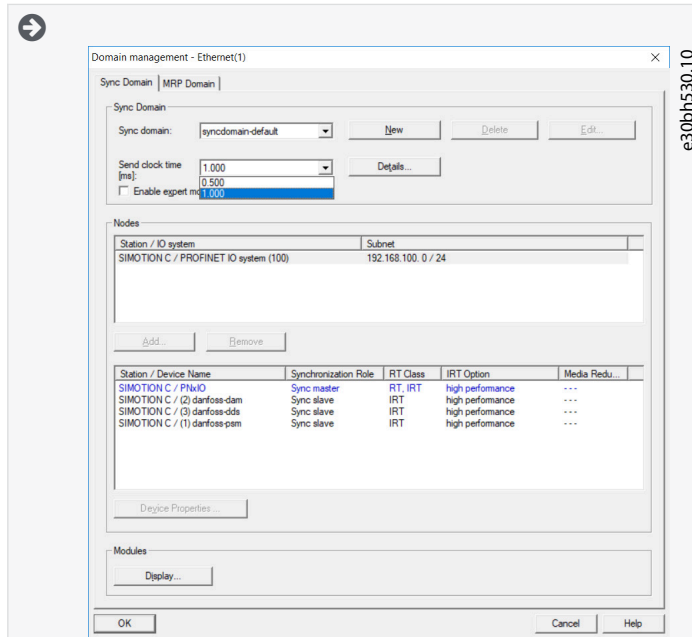 Domain management - Ethernet(1)
Sync Domain MRP Domain
Sync Domain
Sync domain: syncdomain-default New Delete Edit...
Send clock time [ms]: 1.000 Details...
0.500
Enable expert mo 1.000
Nodes
Station / IO system Subnet
SIMOTION C / PROFINET IO system (100) 192.168.100. 0 / 24
Add... Remove
Station / Device Name Synchronization Role RT Class IRT Option Media Redu...
SIMOTION C / PNxIO Sync master RT, IRT high performance - - -
SIMOTION C / (2) danfoss-dam Sync slave IRT high performance - - -
SIMOTION C / (3) danfoss-dds Sync slave IRT high performance - - -
SIMOTION C / (1) danfoss-psm Sync slave IRT high performance - - -
Device Properties ...
Modules
Display...
OK Cancel Help
e30bh530.10